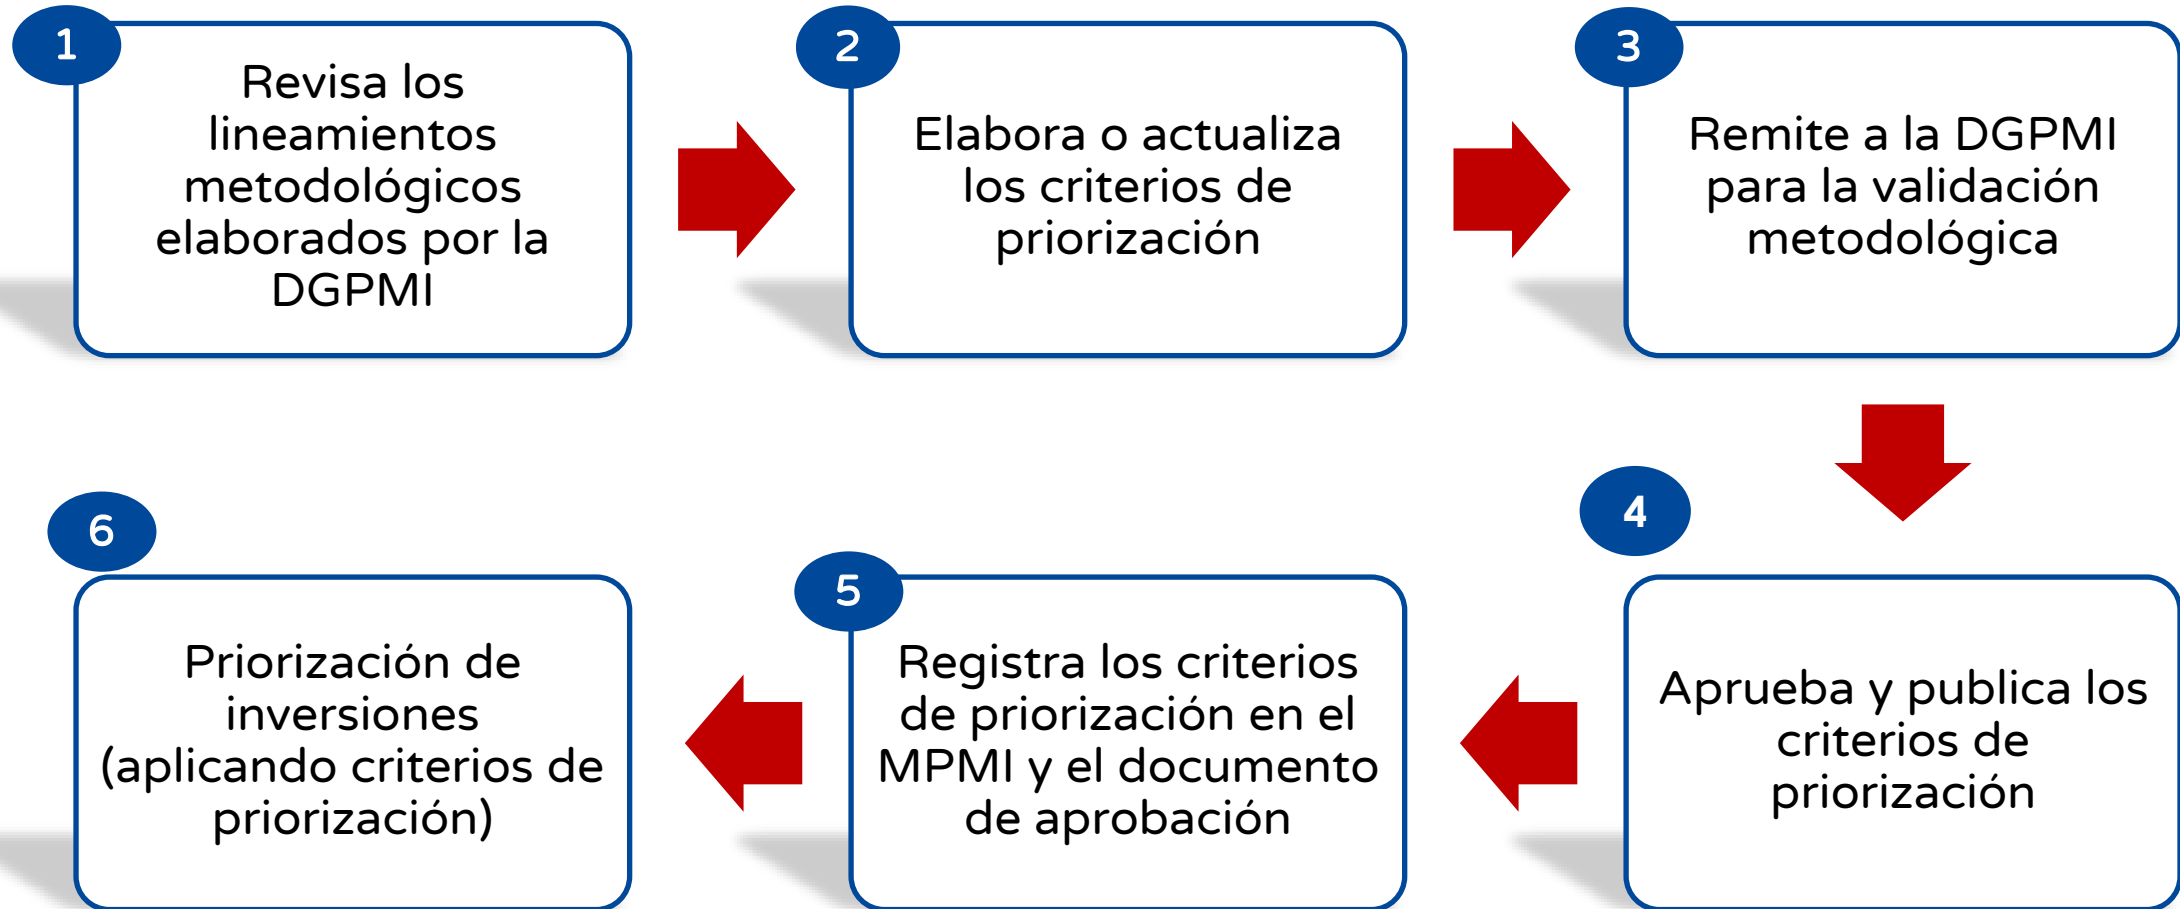 1
Revisa los
lineamientos
metodológicos
elaborados por la
DGPMI
2
Elabora o actualiza
los criterios de
priorización
3
Remite a la DGPMI
para la validación
metodológica
4
Aprueba y publica los
criterios de
priorización
5
Registra los criterios
de priorización en el
MPMI y el documento
de aprobación
6
Priorización de
inversiones
(aplicando criterios de
priorización)